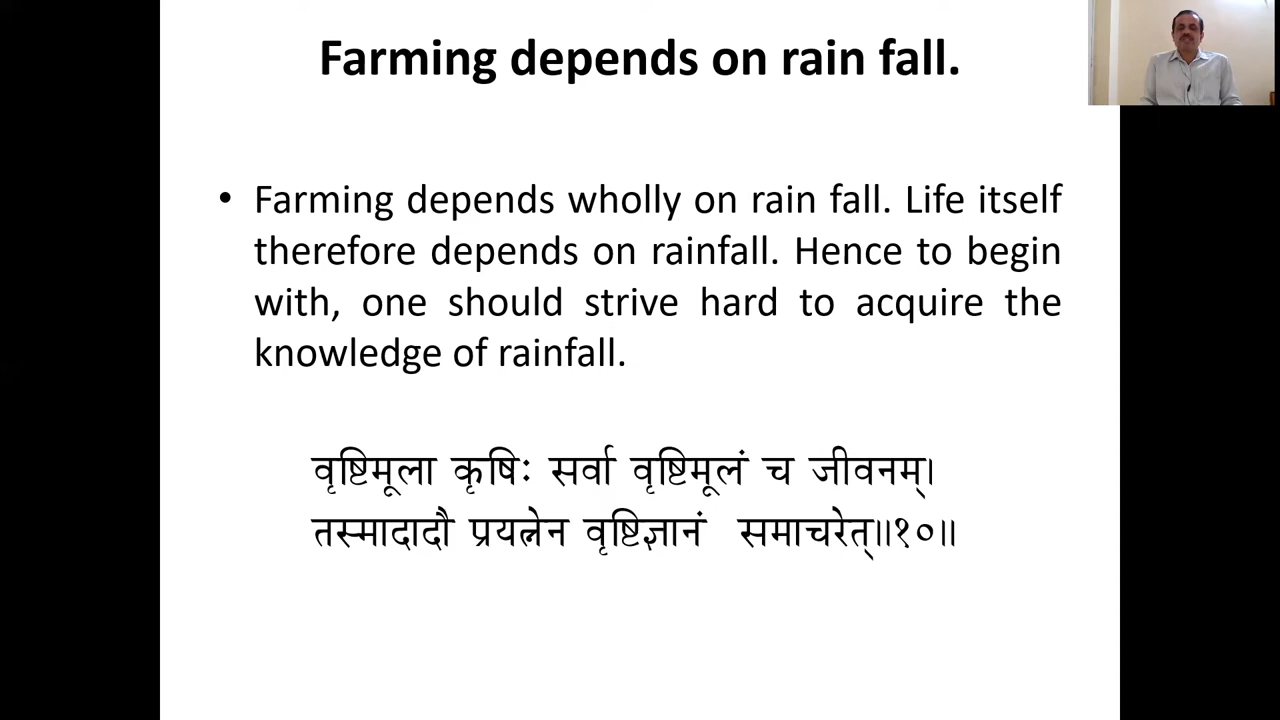 Farming depends on rain fall.
• Farming depends wholly on rain fall. Life itself
therefore depends on rainfall. Hence to begin
with, one should strive hard to acquire the
knowledge of rainfall.
वृष्टिमूला कृषिः सर्वा वृष्टिमूलं च जीवनम्।
तस्मादादौ प्रयत्नेन वृष्टिज्ञानं समाचरेत्॥१०॥